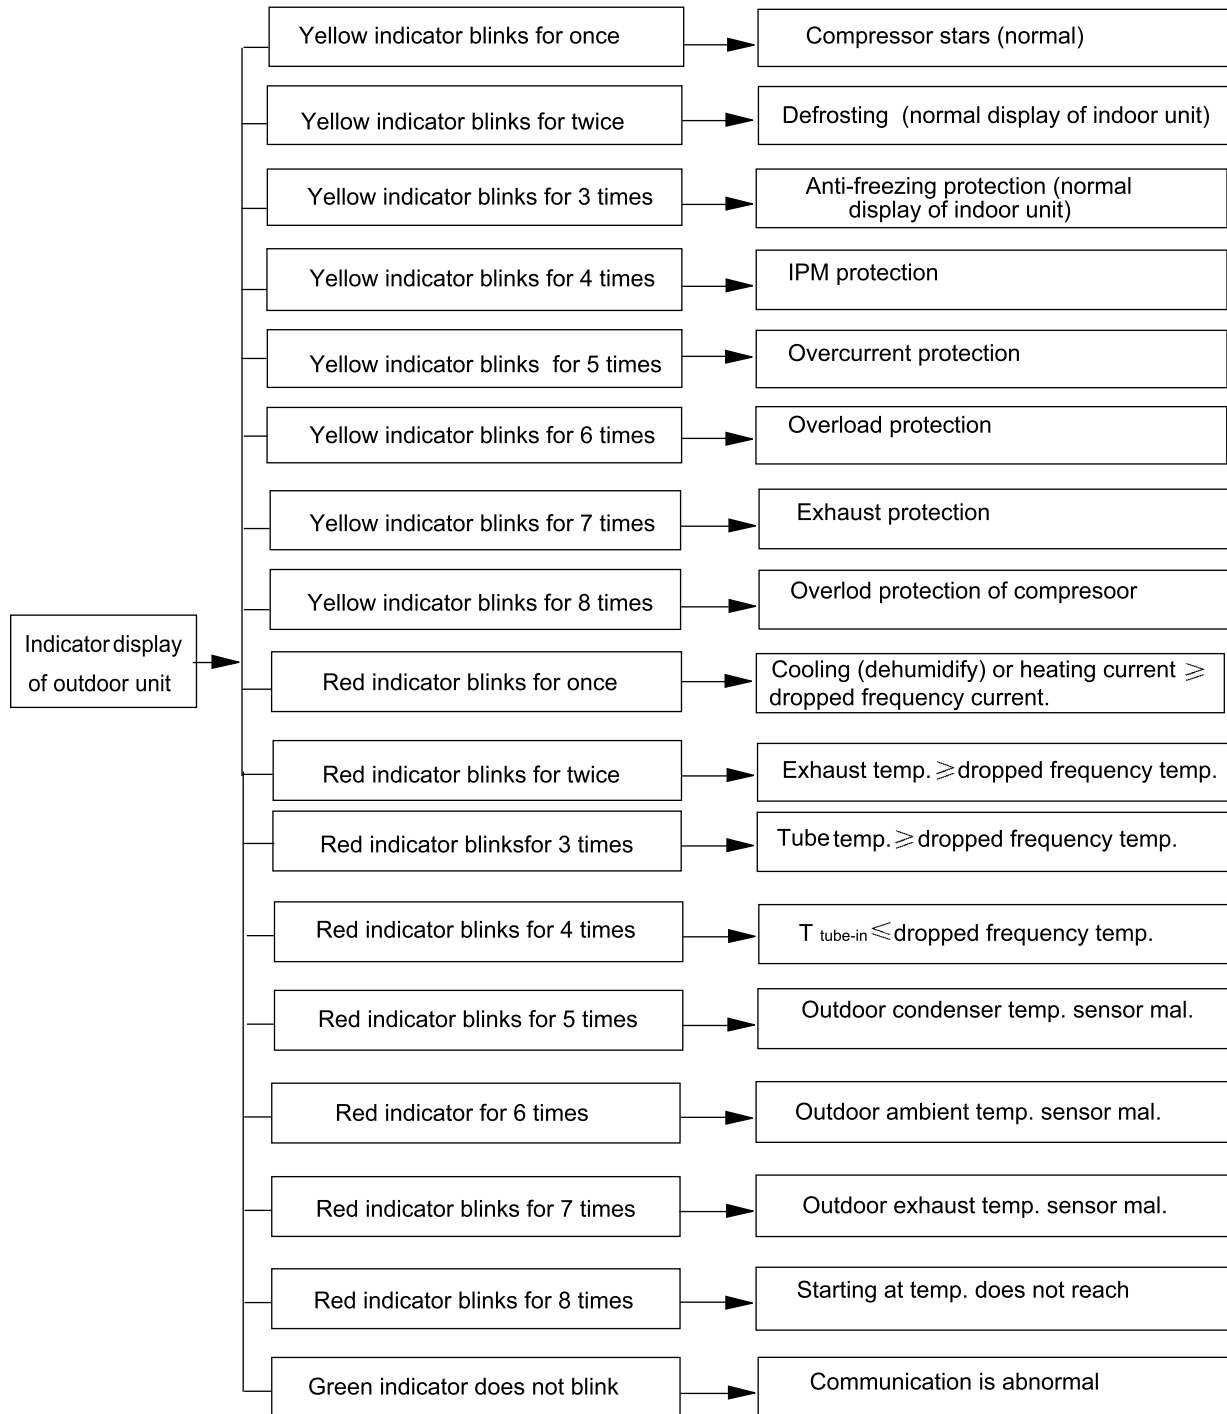 Yellow indicator blinks for once
Compressor stars (normal)
Yellow indicator blinks for twice
Defrosting (normal display of indoor unit)
Yellow indicator blinks for 3 times
Anti-freezing protection (normal
display of indoor unit)
Yellow indicator blinks for 4 times
IPM protection
Yellow indicator blinks for 5 times
Overcurrent protection
Yellow indicator blinks for 6 times
Overload protection
Yellow indicator blinks for 7 times
Exhaust protection
Yellow indicator blinks for 8 times
Overlod protection of compresoor
Indicator display
of outdoor unit
Red indicator blinks for once
Cooling (dehumidify) or heating current ≥
dropped frequency current.
Red indicator blinks for twice
Exhaust temp. ≥dropped frequency temp.
Red indicator blinksfor 3 times
Tube temp. ≥dropped frequency temp.
Red indicator blinks for 4 times
T tube-in ≤dropped frequency temp.
Red indicator blinks for 5 times
Outdoor condenser temp. sensor mal.
Red indicator for 6 times
Outdoor ambient temp. sensor mal.
Red indicator blinks for 7 times
Outdoor exhaust temp. sensor mal.
Red indicator blinks for 8 times
Starting at temp. does not reach
Green indicator does not blink
Communication is abnormal